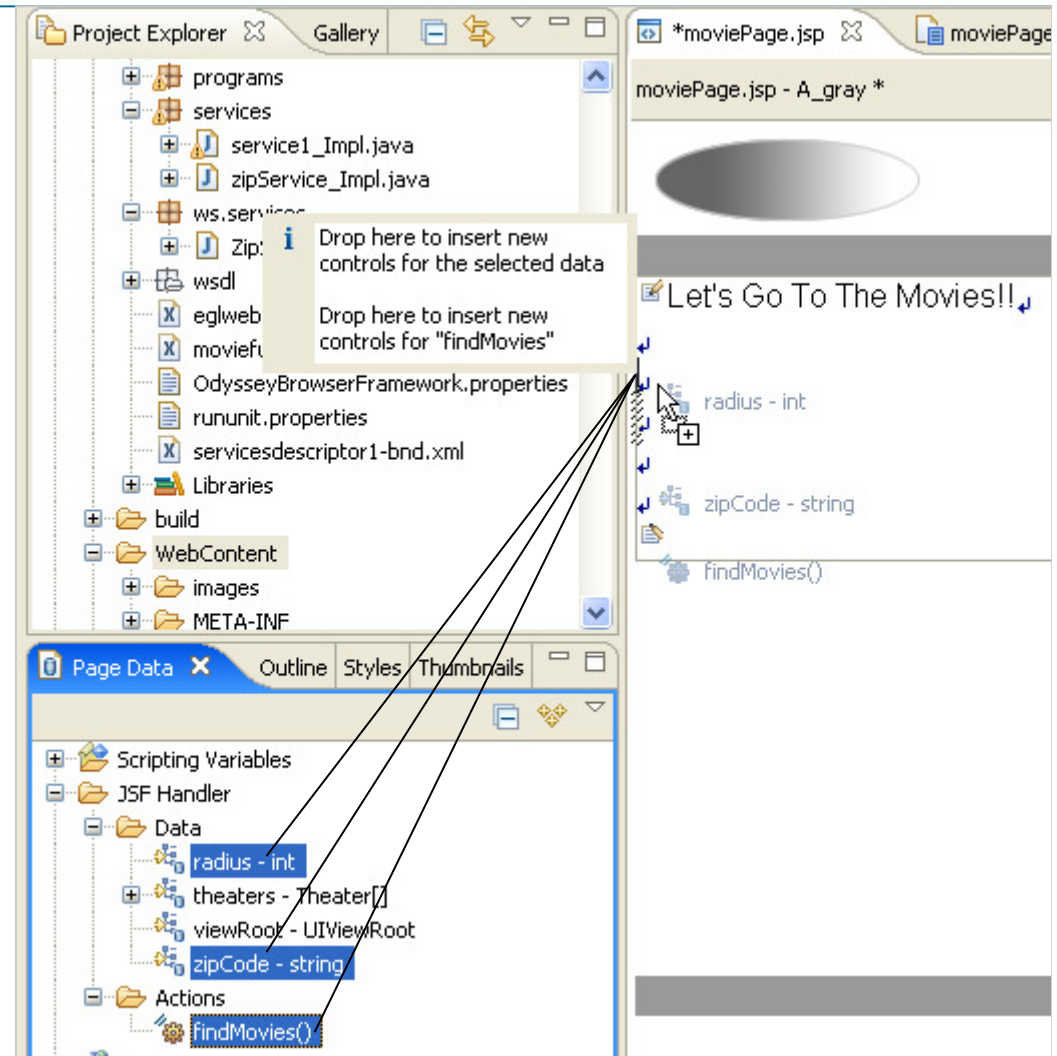 Project Explorer
Gallery
programs
services
service1_Impl.java
zipService_Impl.java
ws.services
Zip
wsdl
eglweb
moviefu
OdysseyBrowserFramework.properties
rununit.properties
servicesdescriptor1-bnd.xml
Libraries
build
WebContent
images
META-INF
Drop here to insert new
controls for the selected data
Drop here to insert new
controls for "findMovies"
*moviePage.jsp
moviePage
moviePage.jsp - A_gray *
Let's Go To The Movies!!
radius - int
zipCode - string
findMovies()
Page Data
Outline
Styles
Thumbnails
Scripting Variables
JSF Handler
Data
radius - int
theaters - Theater[]
viewRoot - UIViewRoot
zipCode - string
Actions
findMovies()